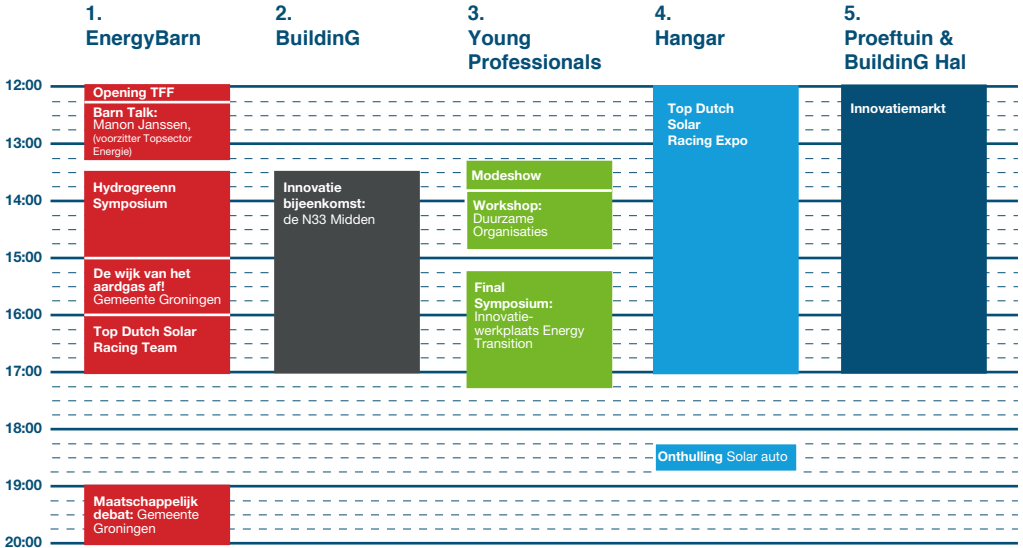 1.
EnergyBarn
2.
BuildinG
3.
Young
Professionals
4.
Hangar
5.
Proeftuin &
BuildinG Hal
12:00
13:00
14:00
15:00
16:00
17:00
18:00
19:00
20:00
Opening TFF
Barn Talk:
Manon Janssen,
(voorzitter Topsector
Energie)
Hydrogreenn
Symposium
De wijk van het
aardgas af!
Gemeente Groningen
Top Dutch Solar
Racing Team
Maatschappelijk
debat: Gemeente
Groningen
Innovatie
bijeenkomst:
de N33 Midden
Modeshow
Workshop:
Duurzame
Organisaties
Final
Symposium:
Innovatie-
werkplaats Energy
Transition
Top Dutch
Solar
Racing Expo
Onthulling Solar auto
Innovatiemarkt